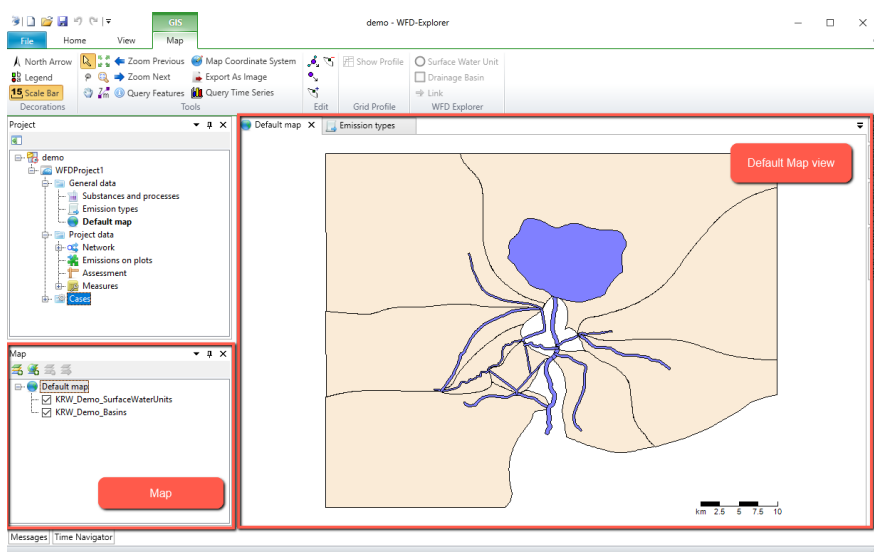 demo - WFD-Explorer
GIS
File Home View Map
North Arrow Zoom Previous Map Coordinate System Show Profile Surface Water Unit
Legend Zoom Next Export As Image Drainage Basin
15 Scale Bar Query Features Query Time Series Link
Decorations Tools Edit Grid Profile WFD Explorer
Project
demo
WFDProject1
General data
Substances and processes
Emission types
Default map
Project data
Network
Emissions on plots
Assessment
Measures
Cases
Map
Default map
KRW_Demo_SurfaceWaterUnits
KRW_Demo_Basins
Map
Default map Emission types
Default Map view
km 2.5 5 7.5 10
Messages Time Navigator